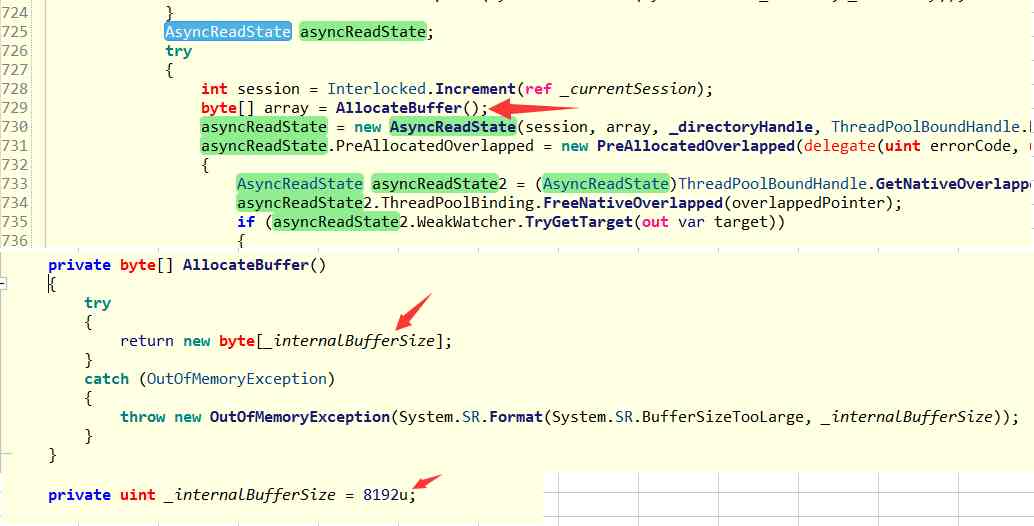 724 }
725 AsyncReadState asyncReadState;
726 try
727 {
728 int session = Interlocked.Increment(ref _currentSession);
729 byte[] array = AllocateBuffer();
730 asyncReadState = new AsyncReadState(session, array, _directoryHandle, ThreadPoolBoundHandle.
731 asyncReadState.PreAllocatedOverlapped = new PreAllocatedOverlapped(delegate(uint errorCode,
732 {
733 AsyncReadState asyncReadState2 = (AsyncReadState)ThreadPoolBoundHandle.GetNativeOverlapp
734 asyncReadState2.ThreadPoolBinding.FreeNativeOverlapped(overlappedPointer);
735 if (asyncReadState2.WeakWatcher.TryGetTarget(out var target))
736 {
private byte[] AllocateBuffer()
{
try
{
return new byte[_internalBufferSize];
}
catch (OutOfMemoryException)
{
throw new OutOfMemoryException(System.SR.Format(System.SR.BufferSizeTooLarge, _internalBufferSize));
}
}
private uint _internalBufferSize = 8192u;